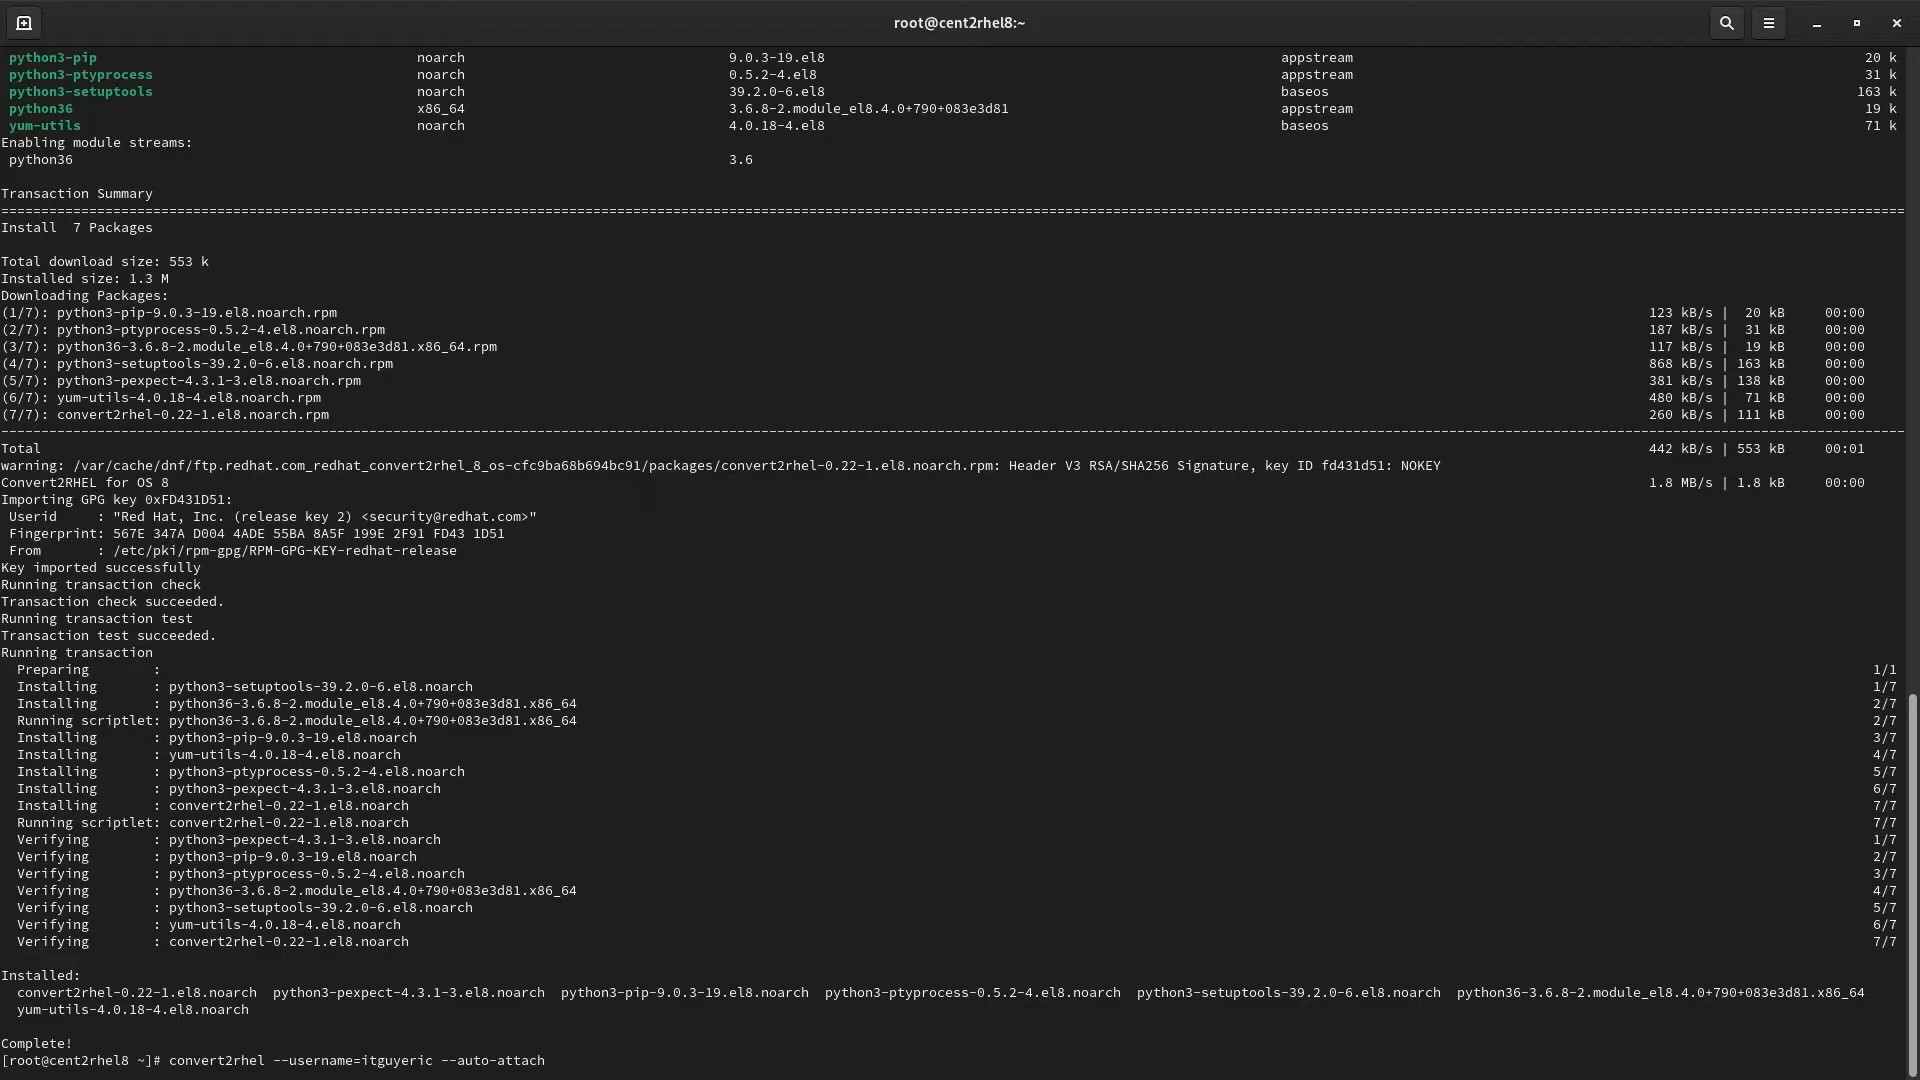 root@cent2rhel8:~
python3-pip noarch 9.0.3-19.el8 appstream 20 k
python3-ptyprocess noarch 0.5.2-4.el8 appstream 31 k
python3-setuptools noarch 39.2.0-6.el8 baseos 163 k
python36 x86_64 3.6.8-2.module_el8.4.0+790+083e3d81 appstream 19 k
yum-utils noarch 4.0.18-4.el8 baseos 71 k
Enabling module streams:
python36 3.6
Transaction Summary
Install 7 Packages
Total download size: 553 k
Installed size: 1.3 M
Downloading Packages:
(1/7): python3-pip-9.0.3-19.el8.noarch.rpm 123 kB/s | 20 kB 00:00
(2/7): python3-ptyprocess-0.5.2-4.el8.noarch.rpm 187 kB/s | 31 kB 00:00
(3/7): python36-3.6.8-2.module_el8.4.0+790+083e3d81.x86_64.rpm 117 kB/s | 19 kB 00:00
(4/7): python3-setuptools-39.2.0-6.el8.noarch.rpm 868 kB/s | 163 kB 00:00
(5/7): python3-pexpect-4.3.1-3.el8.noarch.rpm 381 kB/s | 138 kB 00:00
(6/7): yum-utils-4.0.18-4.el8.noarch.rpm 480 kB/s | 71 kB 00:00
(7/7): convert2rhel-0.22-1.el8.noarch.rpm 260 kB/s | 111 kB 00:00
Total 442 kB/s | 553 kB 00:01
warning: /var/cache/dnf/ftp.redhat.com_redhat_convert2rhel_8_os-cfc9ba68b694bc91/packages/convert2rhel-0.22-1.el8.noarch.rpm: Header V3 RSA/SHA256 Signature, key ID fd431d51: NOKEY
Convert2RHEL for OS 8 1.8 MB/s | 1.8 kB 00:00
Importing GPG key 0xFD431D51:
Userid : "Red Hat, Inc. (release key 2) <security@redhat.com>"
Fingerprint: 567E 347A D004 4ADE 55BA 8A5F 199E 2F91 FD43 1D51
From : /etc/pki/rpm-gpg/RPM-GPG-KEY-redhat-release
Key imported successfully
Running transaction check
Transaction check succeeded.
Running transaction test
Transaction test succeeded.
Running transaction
Preparing : 1/1
Installing : python3-setuptools-39.2.0-6.el8.noarch 1/7
Installing : python36-3.6.8-2.module_el8.4.0+790+083e3d81.x86_64 2/7
Running scriptlet: python36-3.6.8-2.module_el8.4.0+790+083e3d81.x86_64 2/7
Installing : python3-pip-9.0.3-19.el8.noarch 3/7
Installing : yum-utils-4.0.18-4.el8.noarch 4/7
Installing : python3-ptyprocess-0.5.2-4.el8.noarch 5/7
Installing : python3-pexpect-4.3.1-3.el8.noarch 6/7
Installing : convert2rhel-0.22-1.el8.noarch 7/7
Running scriptlet: convert2rhel-0.22-1.el8.noarch 7/7
Verifying : python3-pexpect-4.3.1-3.el8.noarch 1/7
Verifying : python3-pip-9.0.3-19.el8.noarch 2/7
Verifying : python3-ptyprocess-0.5.2-4.el8.noarch 3/7
Verifying : python36-3.6.8-2.module_el8.4.0+790+083e3d81.x86_64 4/7
Verifying : python3-setuptools-39.2.0-6.el8.noarch 5/7
Verifying : yum-utils-4.0.18-4.el8.noarch 6/7
Verifying : convert2rhel-0.22-1.el8.noarch 7/7
Installed:
convert2rhel-0.22-1.el8.noarch python3-pexpect-4.3.1-3.el8.noarch python3-pip-9.0.3-19.el8.noarch python3-ptyprocess-0.5.2-4.el8.noarch python3-setuptools-39.2.0-6.el8.noarch python36-3.6.8-2.module_el8.4.0+790+083e3d81.x86_64
yum-utils-4.0.18-4.el8.noarch
Complete!
[root@cent2rhel8 ~]# convert2rhel --username=itguyeric --auto-attach